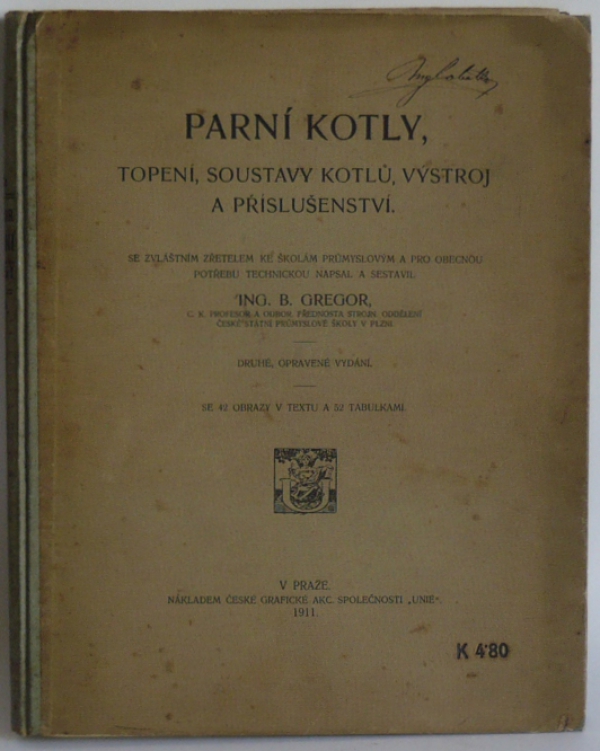 PARNÍ KOTLY,
TOPENÍ, SOUSTAVY KOTLŮ, VÝSTROJ
A PŘÍSLUŠENSTVÍ.
SE ZVLÁŠTNÍM ZŘETELEM KE ŠKOLÁM PRŮMYSLOVÝM A PRO OBECNOU
POTŘEBU TECHNICKOU NAPSAL A SESTAVIL
ING. B. GREGOR,
C. K. PROFESOR A ODBOR. PŘEDNOSTA STROJN. ODDĚLENÍ
ČESKÉ STÁTNÍ PRŮMYSLOVÉ ŠKOLY V PLZNI.
DRUHÉ, OPRAVENÉ VYDÁNÍ.
SE 42 OBRAZY V TEXTU A 52 TABULKAMI.
V PRAZE.
NÁKLADEM ČESKÉ GRAFICKÉ AKC. SPOLEČNOSTI „UNIE“.
1911.
K 4·80